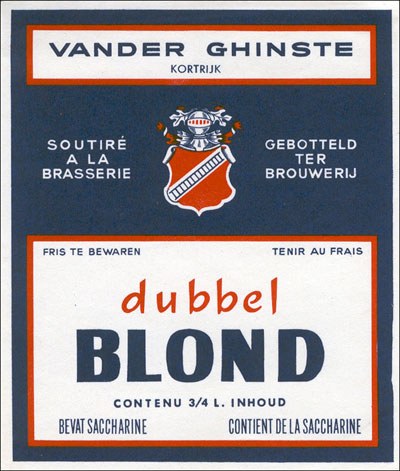 VANDER GHINSTE
KORTRIJK
SOUTIRÉ
A LA
BRASSERIE
GEBOTTELD
TER
BROUWERIJ
FRIS TE BEWAREN
TENIR AU FRAIS
dubbel
BLOND
CONTENU 3/4 L. INHOUD
BEVAT SACCHARINE
CONTIENT DE LA SACCHARINE